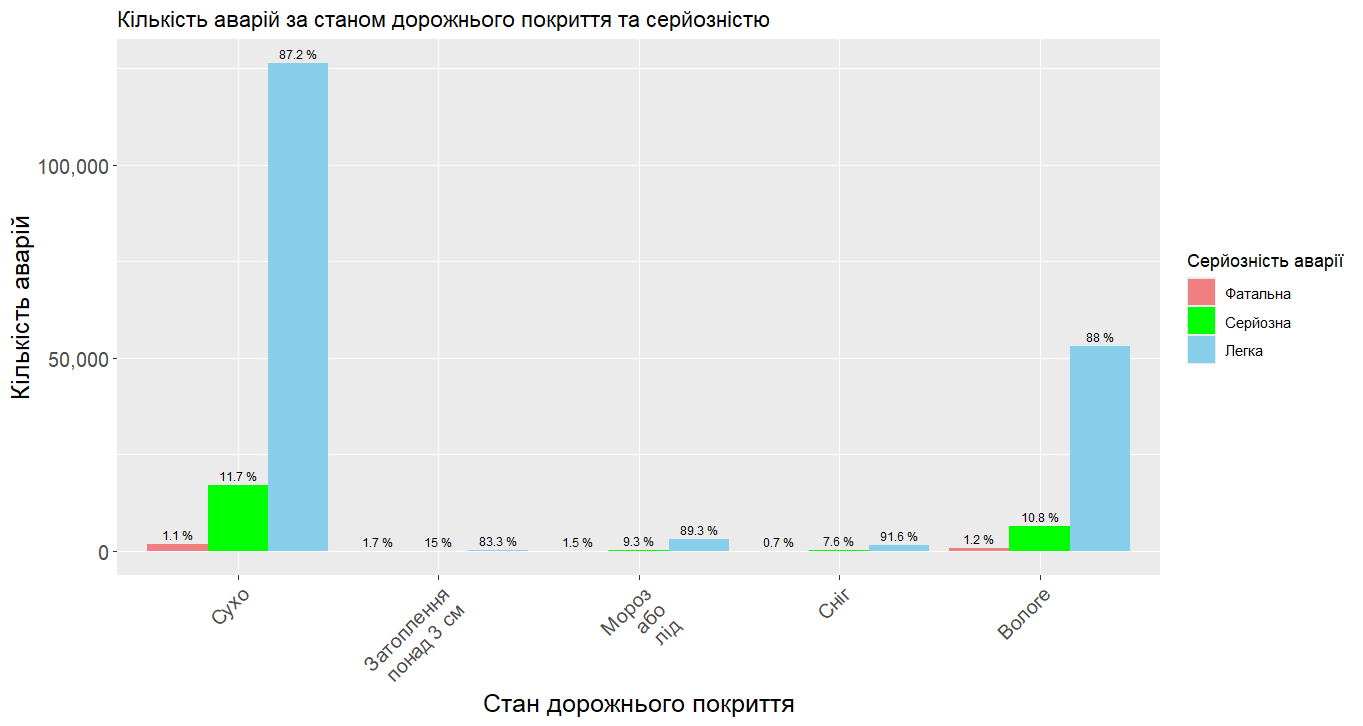 Кількість аварій за станом дорожнього покриття та серйозністю
87.2 %
11.7 %
1.1 %
1.7 %
15 %
83.3 %
1.5 %
9.3 %
89.3 %
0.7 %
7.6 %
91.6 %
1.2 %
10.8 %
88 %
100,000
50,000
0
Кількість аварій
Сухо
Затоплення
понад 3 см
Мороз
або
лід
Сніг
Вологе
Стан дорожнього покриття
Серйозність аварії
Фатальна
Серйозна
Легка